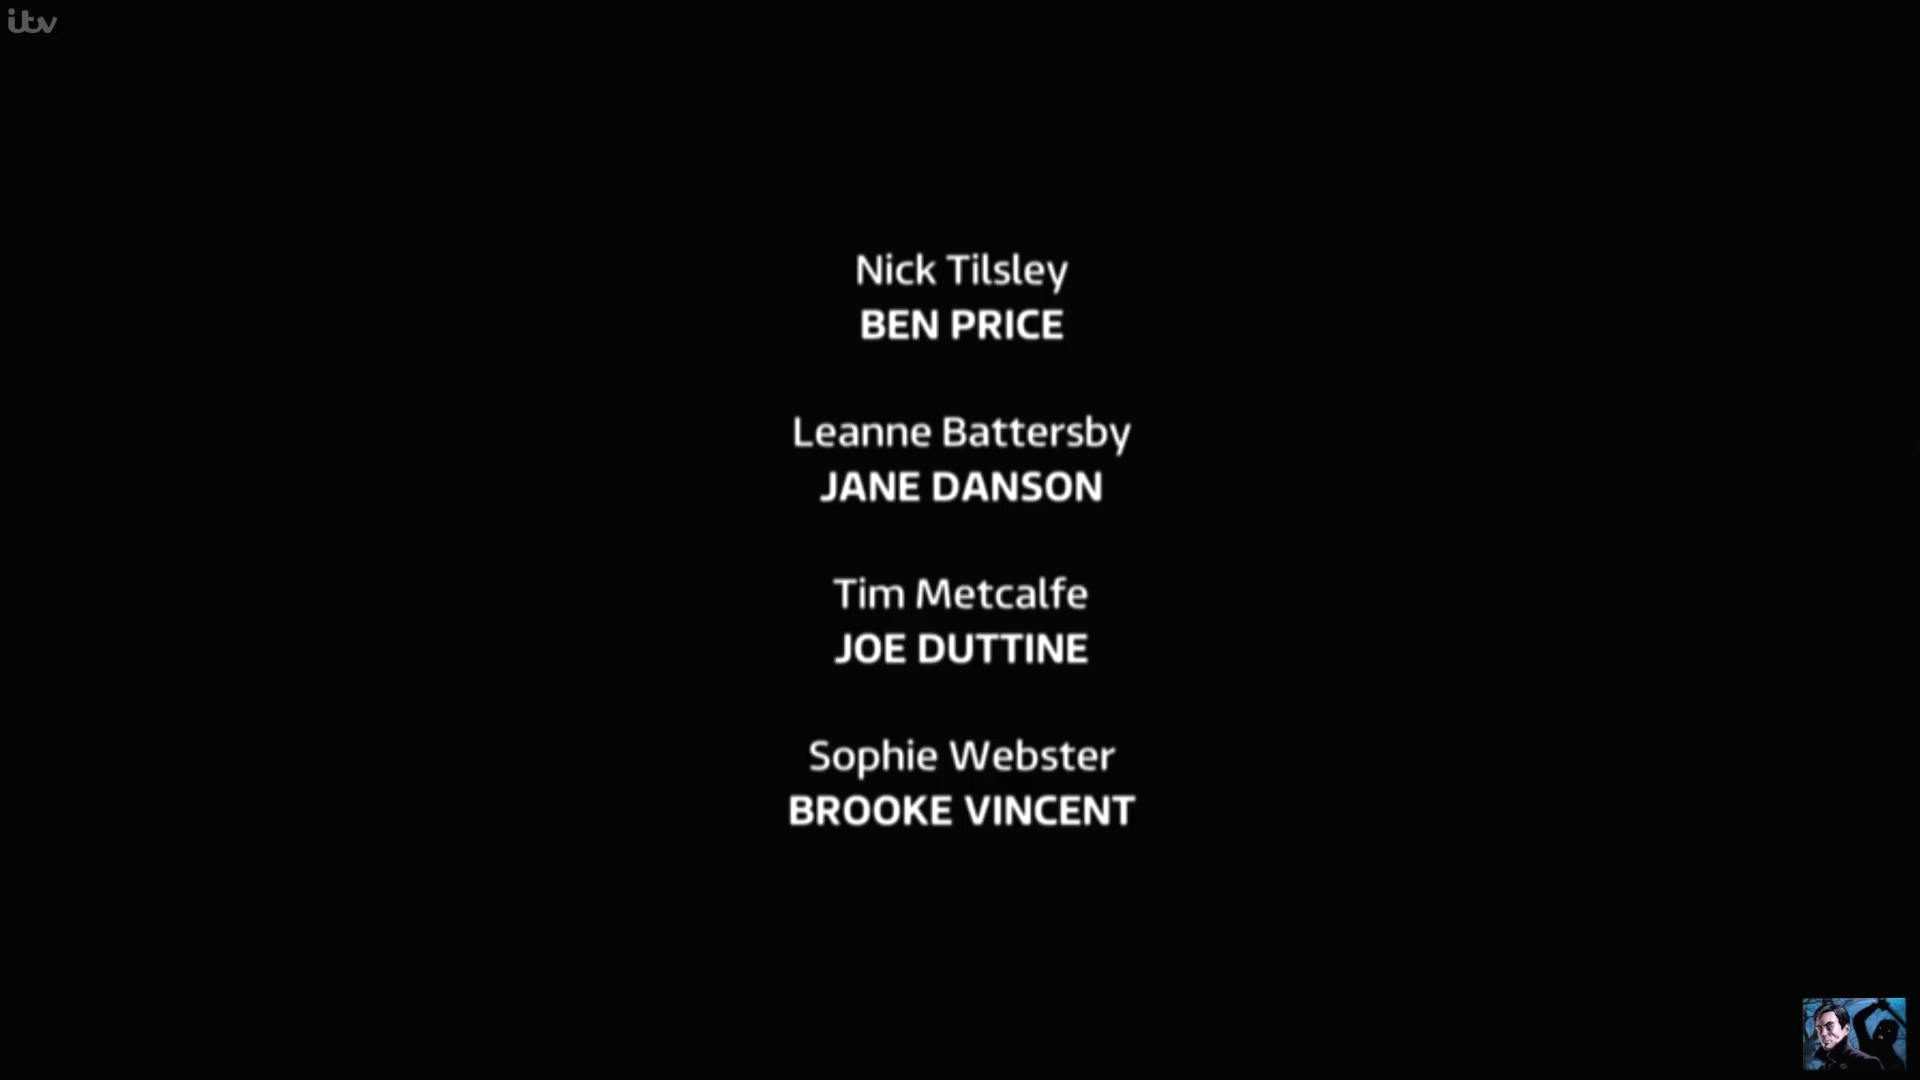 itv
Nick Tilsley
BEN PRICE
Leanne Battersby
JANE DANSON
Tim Metcalfe
JOE DUTTINE
Sophie Webster
BROOKE VINCENT